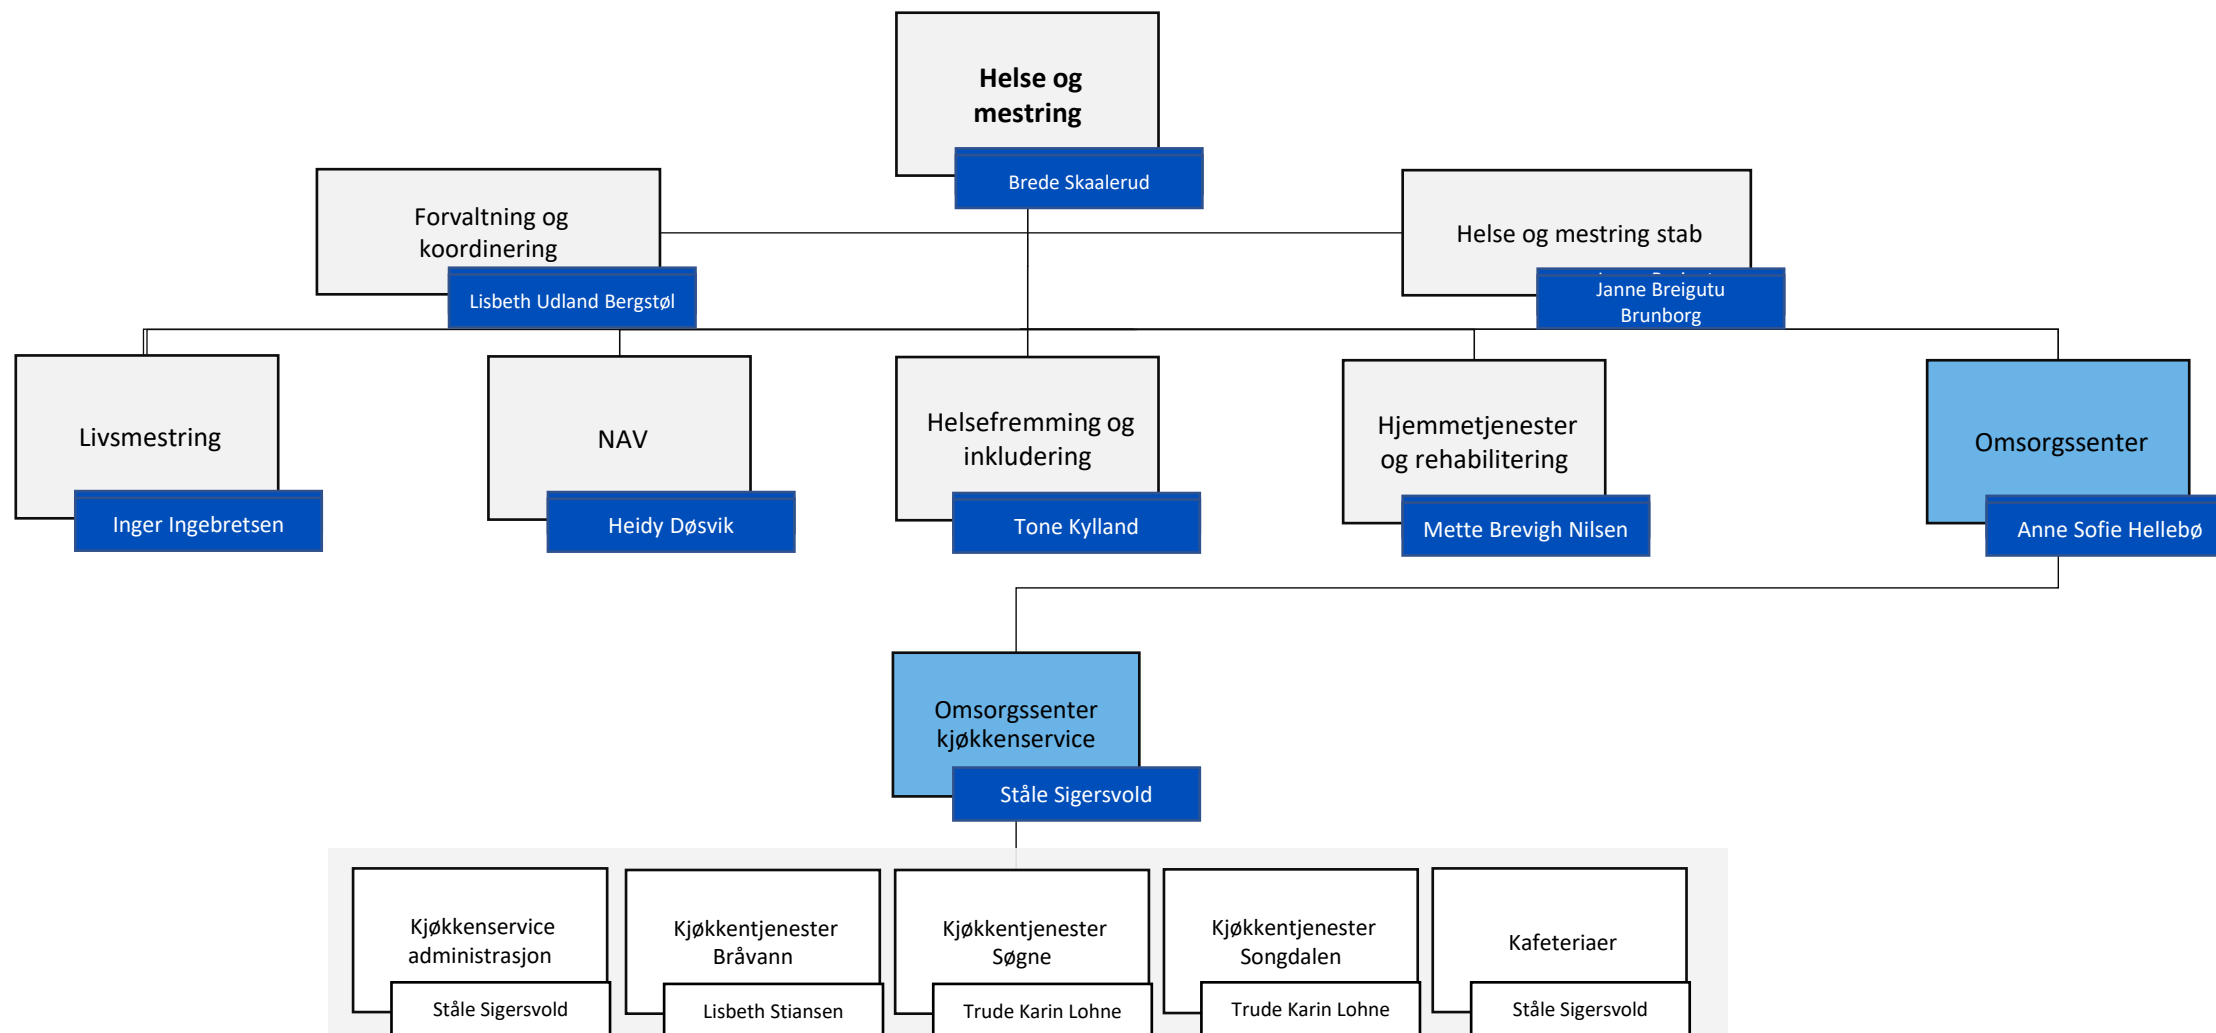 Helse og
mestring
Brede Skaalerud
Forvaltning og
koordinering
Lisbeth Udland Bergstøl
Helse og mestring stab
Janne Breigutu
Brunborg
Livsmestring
Inger Ingebretsen
NAV
Heidy Døsvik
Helsefremming og
inkludering
Tone Kylland
Hjemmetjenester
og rehabilitering
Mette Brevigh Nilsen
Omsorgssenter
Anne Sofie Hellebø
Omsorgssenter
kjøkkenservice
Ståle Sigersvold
Kjøkkenservice
administrasjon
Ståle Sigersvold
Kjøkkentjenester
Bråvann
Lisbeth Stiansen
Kjøkkentjenester
Søgne
Trude Karin Lohne
Kjøkkentjenester
Songdalen
Trude Karin Lohne
Kafeteriaer
Ståle Sigersvold